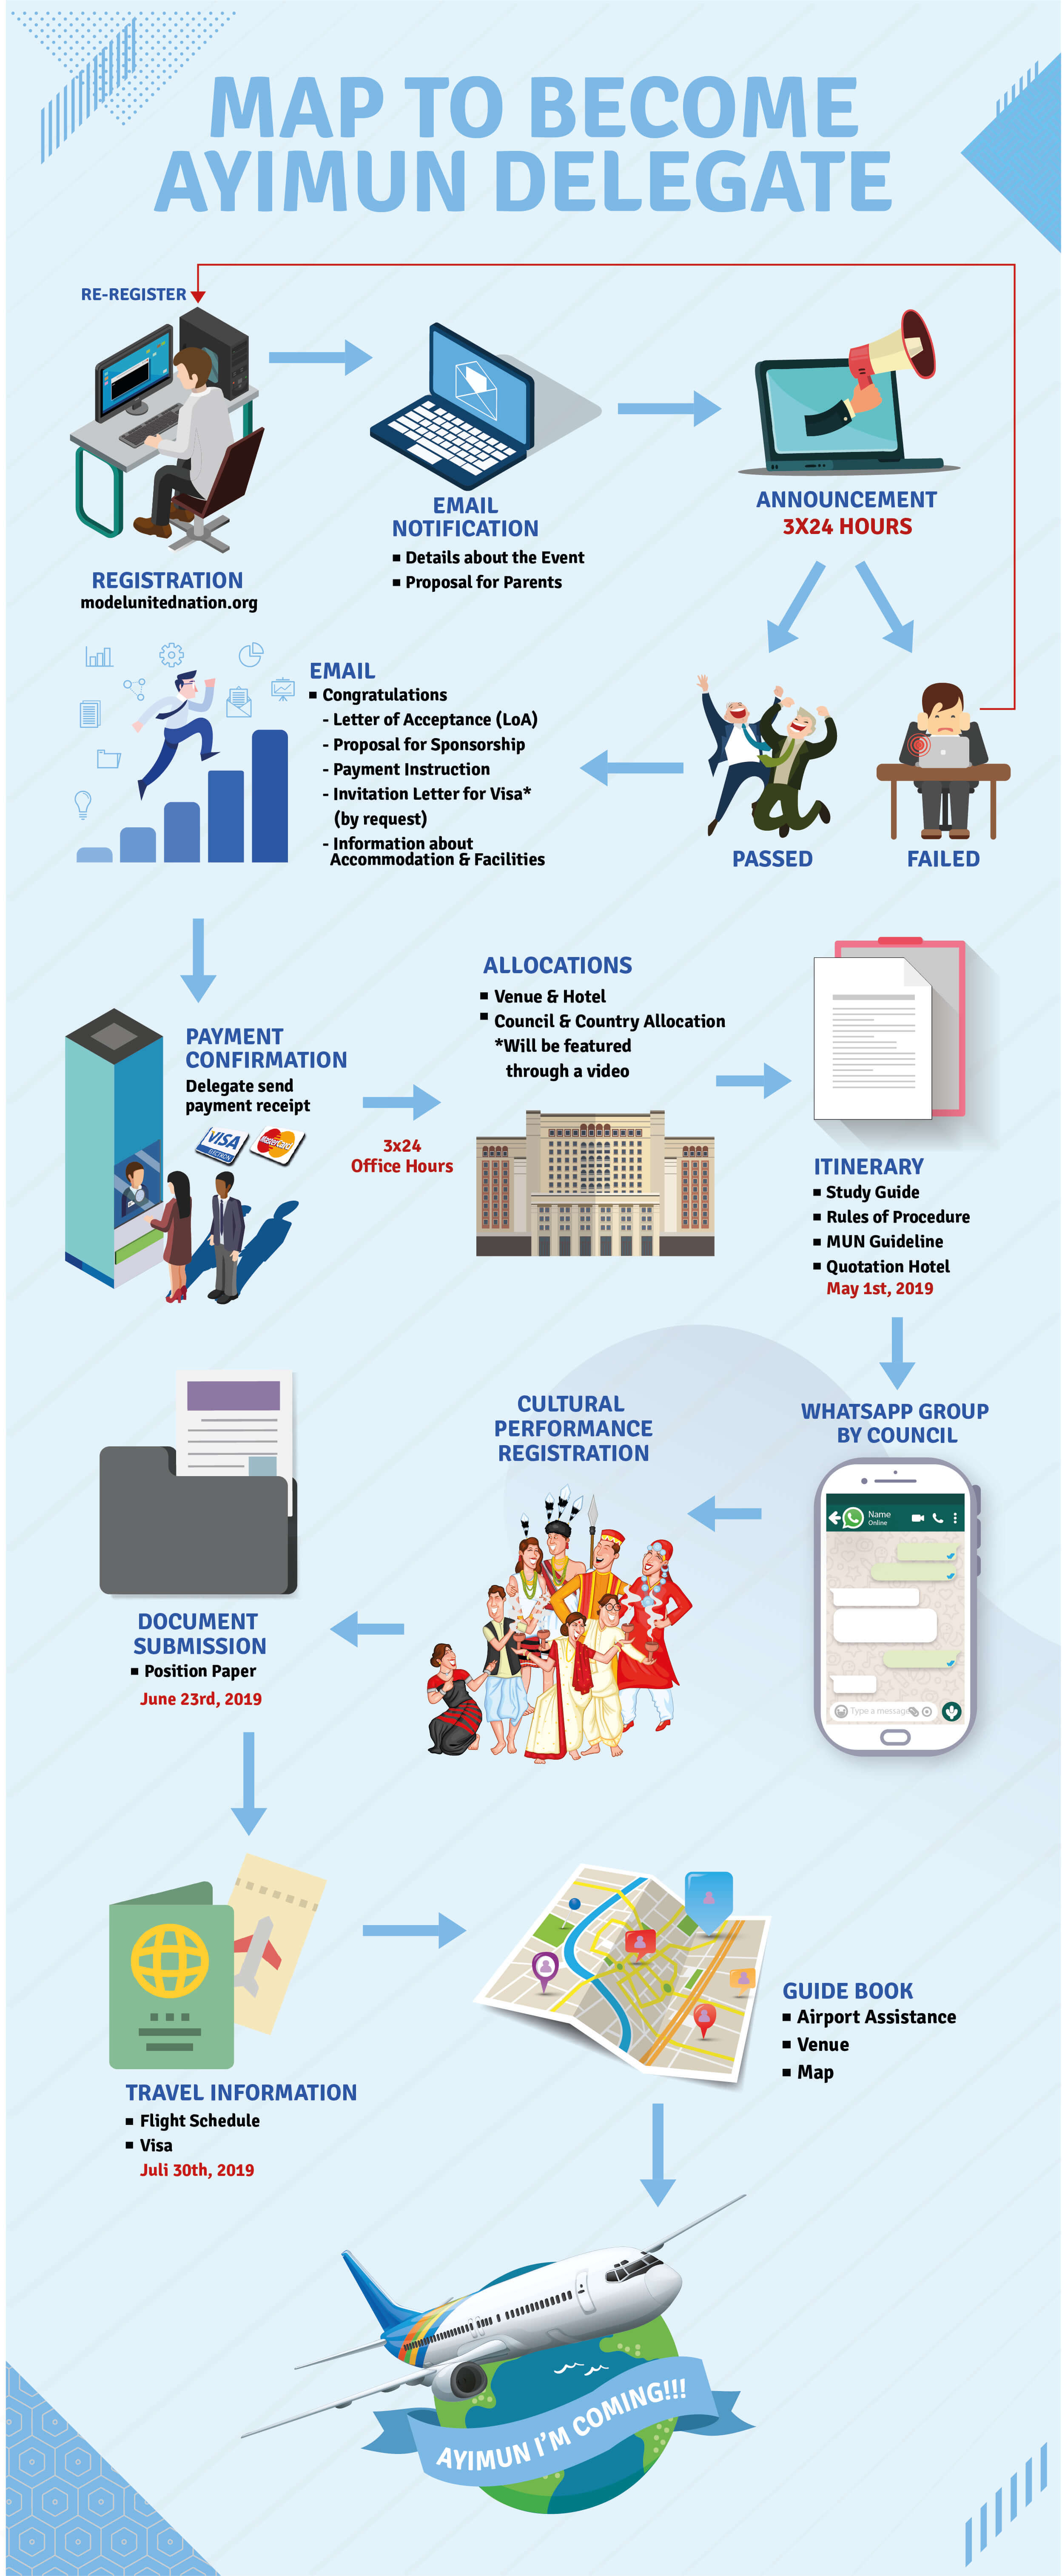 MAP TO BECOME
AYIMUN DELEGATE
RE-REGISTER
REGISTRATION
modelunitednation.org
EMAIL
NOTIFICATION
▪ Details about the Event
▪ Proposal for Parents
ANNOUNCEMENT
3X24 HOURS
PASSED
FAILED
EMAIL
▪ Congratulations
- Letter of Acceptance (LoA)
- Proposal for Sponsorship
- Payment Instruction
- Invitation Letter for Visa*
(by request)
- Information about
Accommodation & Facilities
PAYMENT
CONFIRMATION
Delegate send
payment receipt
VISA
ELECTRON
MasterCard
3x24
Office Hours
ALLOCATIONS
▪ Venue & Hotel
▪ Council & Country Allocation
*Will be featured
through a video
ITINERARY
▪ Study Guide
▪ Rules of Procedure
▪ MUN Guideline
▪ Quotation Hotel
May 1st, 2019
WHATSAPP GROUP
BY COUNCIL
Name
Online
Type a message
CULTURAL
PERFORMANCE
REGISTRATION
DOCUMENT
SUBMISSION
▪ Position Paper
June 23rd, 2019
TRAVEL INFORMATION
▪ Flight Schedule
▪ Visa
Juli 30th, 2019
GUIDE BOOK
▪ Airport Assistance
▪ Venue
▪ Map
AYIMUN I'M COMING!!!